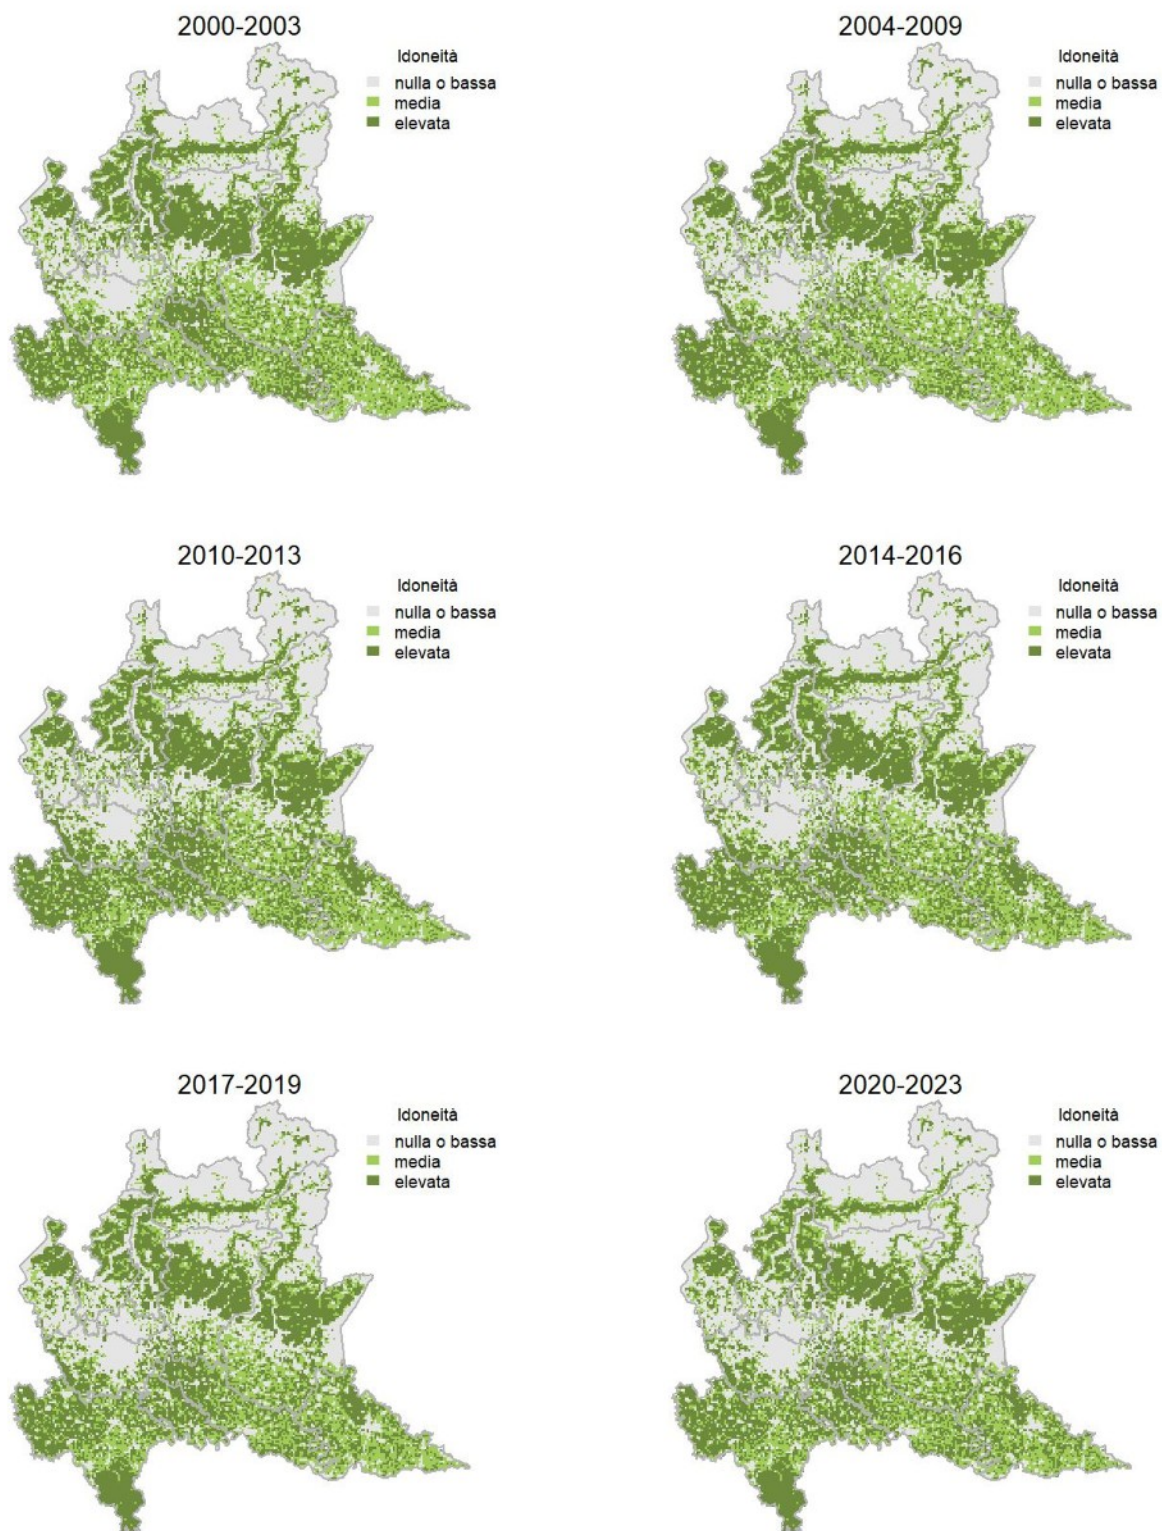 2000-2003
Idoneità
nulla o bassa
media
elevata
2004-2009
Idoneità
nulla o bassa
media
elevata
2010-2013
Idoneità
nulla o bassa
media
elevata
2014-2016
Idoneità
nulla o bassa
media
elevata
2017-2019
Idoneità
nulla o bassa
media
elevata
2020-2023
Idoneità
nulla o bassa
media
elevata